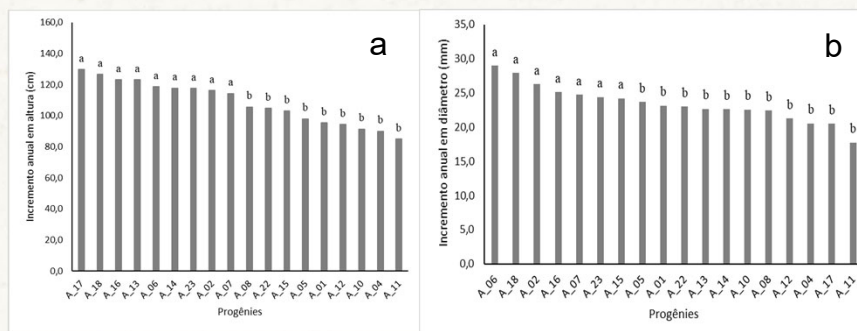 a
Incremento anual em altura (cm)
160,0
140,0
120,0
100,0
80,0
60,0
40,0
20,0
0,0
a a a a a a a a a b b b b b b b b b
A_17 A_18 A_16 A_13 A_06 A_14 A_23 A_02 A_07 A_08 A_22 A_15 A_05 A_01 A_12 A_10 A_04 A_11
Progênies
b
Incremento anual em diâmetro (mm)
35,0
30,0
25,0
20,0
15,0
10,0
5,0
0,0
a a a a a a a b b b b b b b b b b b
A_06 A_18 A_02 A_16 A_07 A_23 A_15 A_05 A_01 A_22 A_13 A_14 A_10 A_08 A_12 A_04 A_17 A_11
Progênies